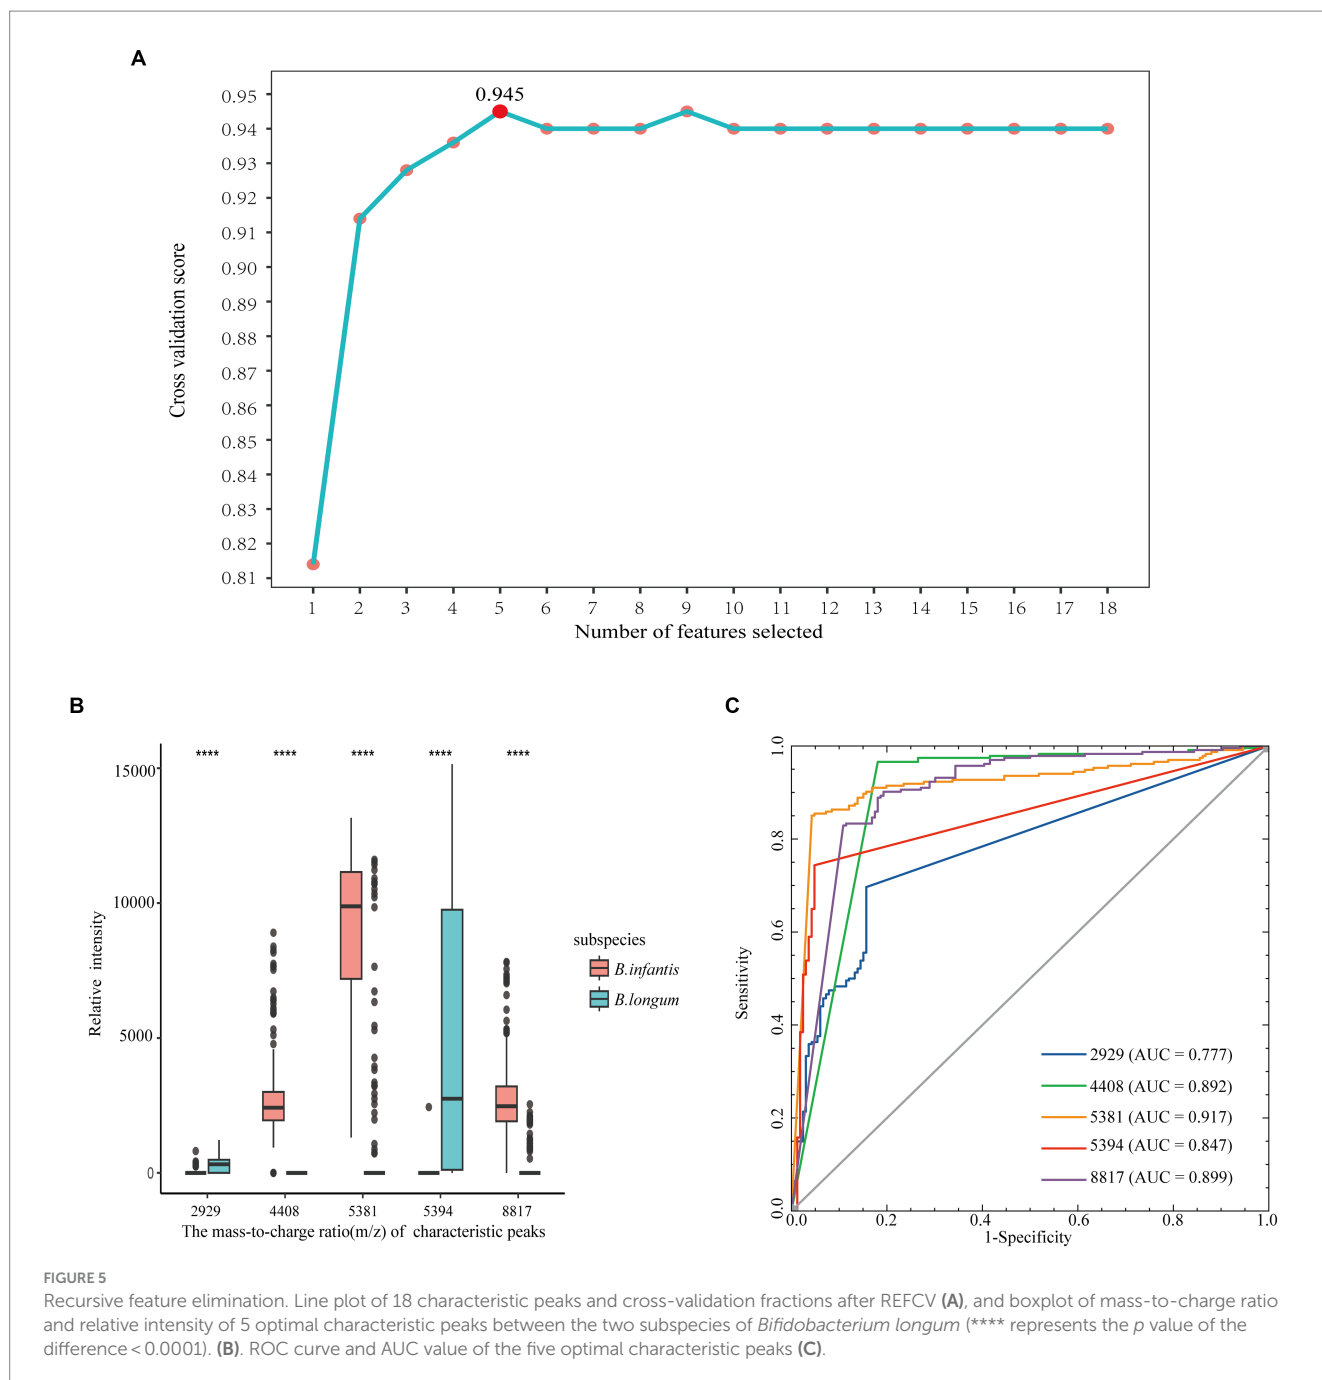 A
0.945
0.95
0.94
0.93
0.92
0.91
0.90
0.89
0.88
0.87
0.86
0.85
0.84
0.83
0.82
0.81
Cross validation score
1 2 3 4 5 6 7 8 9 10 11 12 13 14 15 16 17 18
Number of features selected
B
**** **** **** **** ****
15000
10000
5000
0
Relative intensity
2929 4408 5381 5394 8817
The mass-to-charge ratio(m/z) of characteristic peaks
subspecies
B.infantis
B.longum
C
1.0
0.8
0.6
0.4
0.2
0.0
Sensitivity
2929 (AUC = 0.777)
4408 (AUC = 0.892)
5381 (AUC = 0.917)
5394 (AUC = 0.847)
8817 (AUC = 0.899)
0.0 0.2 0.4 0.6 0.8 1.0
1-Specificity
FIGURE 5
Recursive feature elimination. Line plot of 18 characteristic peaks and cross-validation fractions after REFCV (A), and boxplot of mass-to-charge ratio
and relative intensity of 5 optimal characteristic peaks between the two subspecies of Bifidobacterium longum (**** represents the p value of the
difference < 0.0001). (B). ROC curve and AUC value of the five optimal characteristic peaks (C).